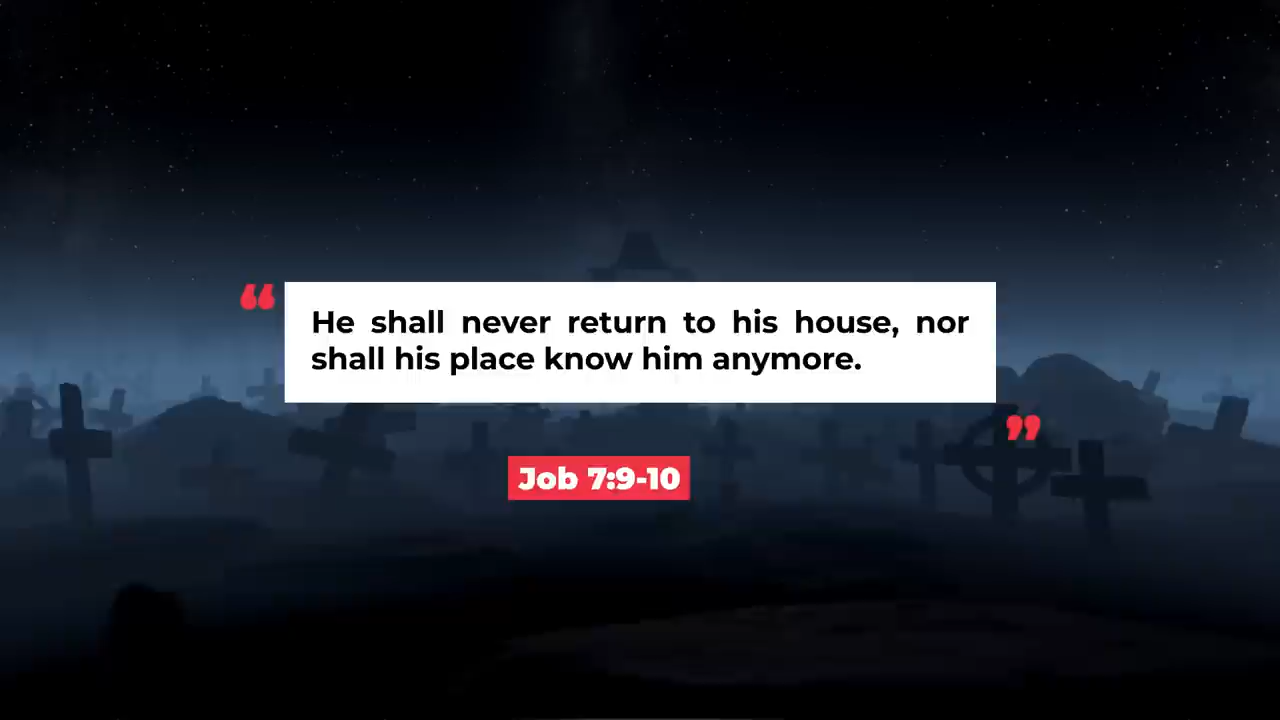 “
He shall never return to his house, nor
shall his place know him anymore.
”
Job 7:9-10